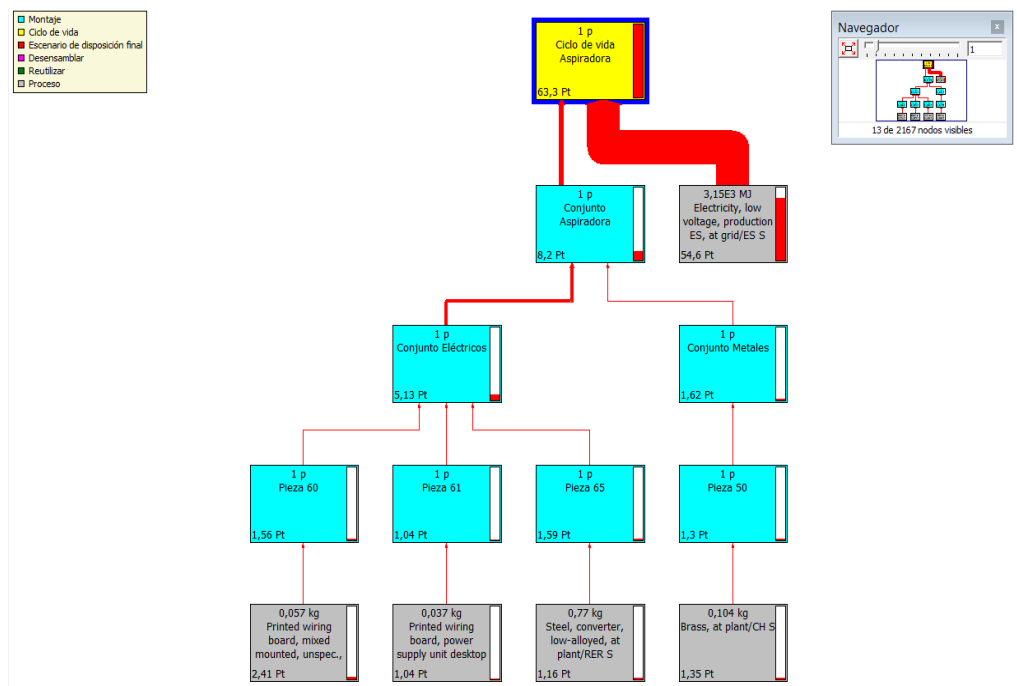 Montaje
Ciclo de vida
Escenario de disposición final
Desensamblar
Reutilizar
Proceso
Navegador
x
1
13 de 2167 nodos visibles
1 p
Ciclo de vida
Aspiradora
63,3 Pt
1 p
Conjunto
Aspiradora
8,2 Pt
3,15E3 MJ
Electricity, low
voltage, production
ES, at grid/ES S
54,6 Pt
1 p
Conjunto Eléctricos
5,13 Pt
1 p
Conjunto Metales
1,62 Pt
1 p
Pieza 60
1,56 Pt
1 p
Pieza 61
1,04 Pt
1 p
Pieza 65
1,59 Pt
1 p
Pieza 50
1,3 Pt
0,057 kg
Printed wiring
board, mixed
mounted, unspec.,
2,41 Pt
0,037 kg
Printed wiring
board, power
supply unit desktop
1,04 Pt
0,77 kg
Steel, converter,
low-alloyed, at
plant/RER S
1,16 Pt
0,104 kg
Brass, at plant/CH S
1,35 Pt